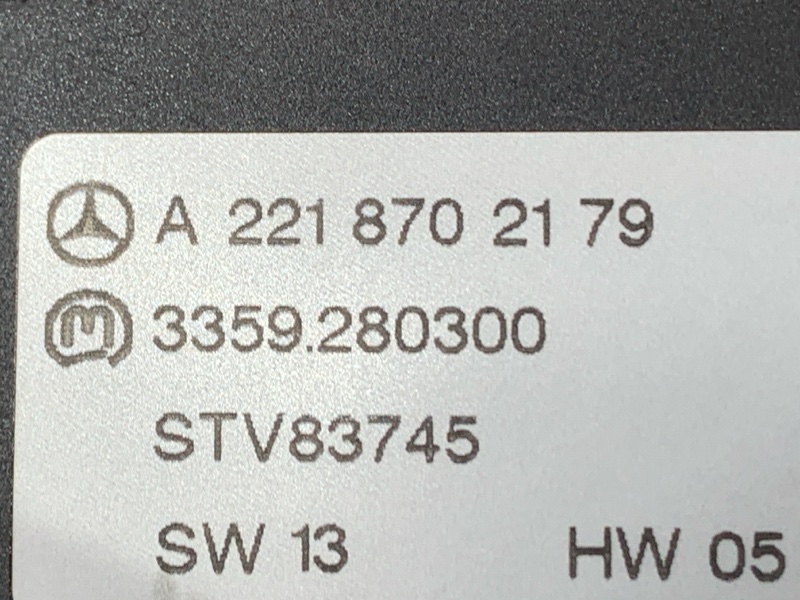 A 221 870 21 79
M 3359.280300
STV83745
SW 13 HW 05